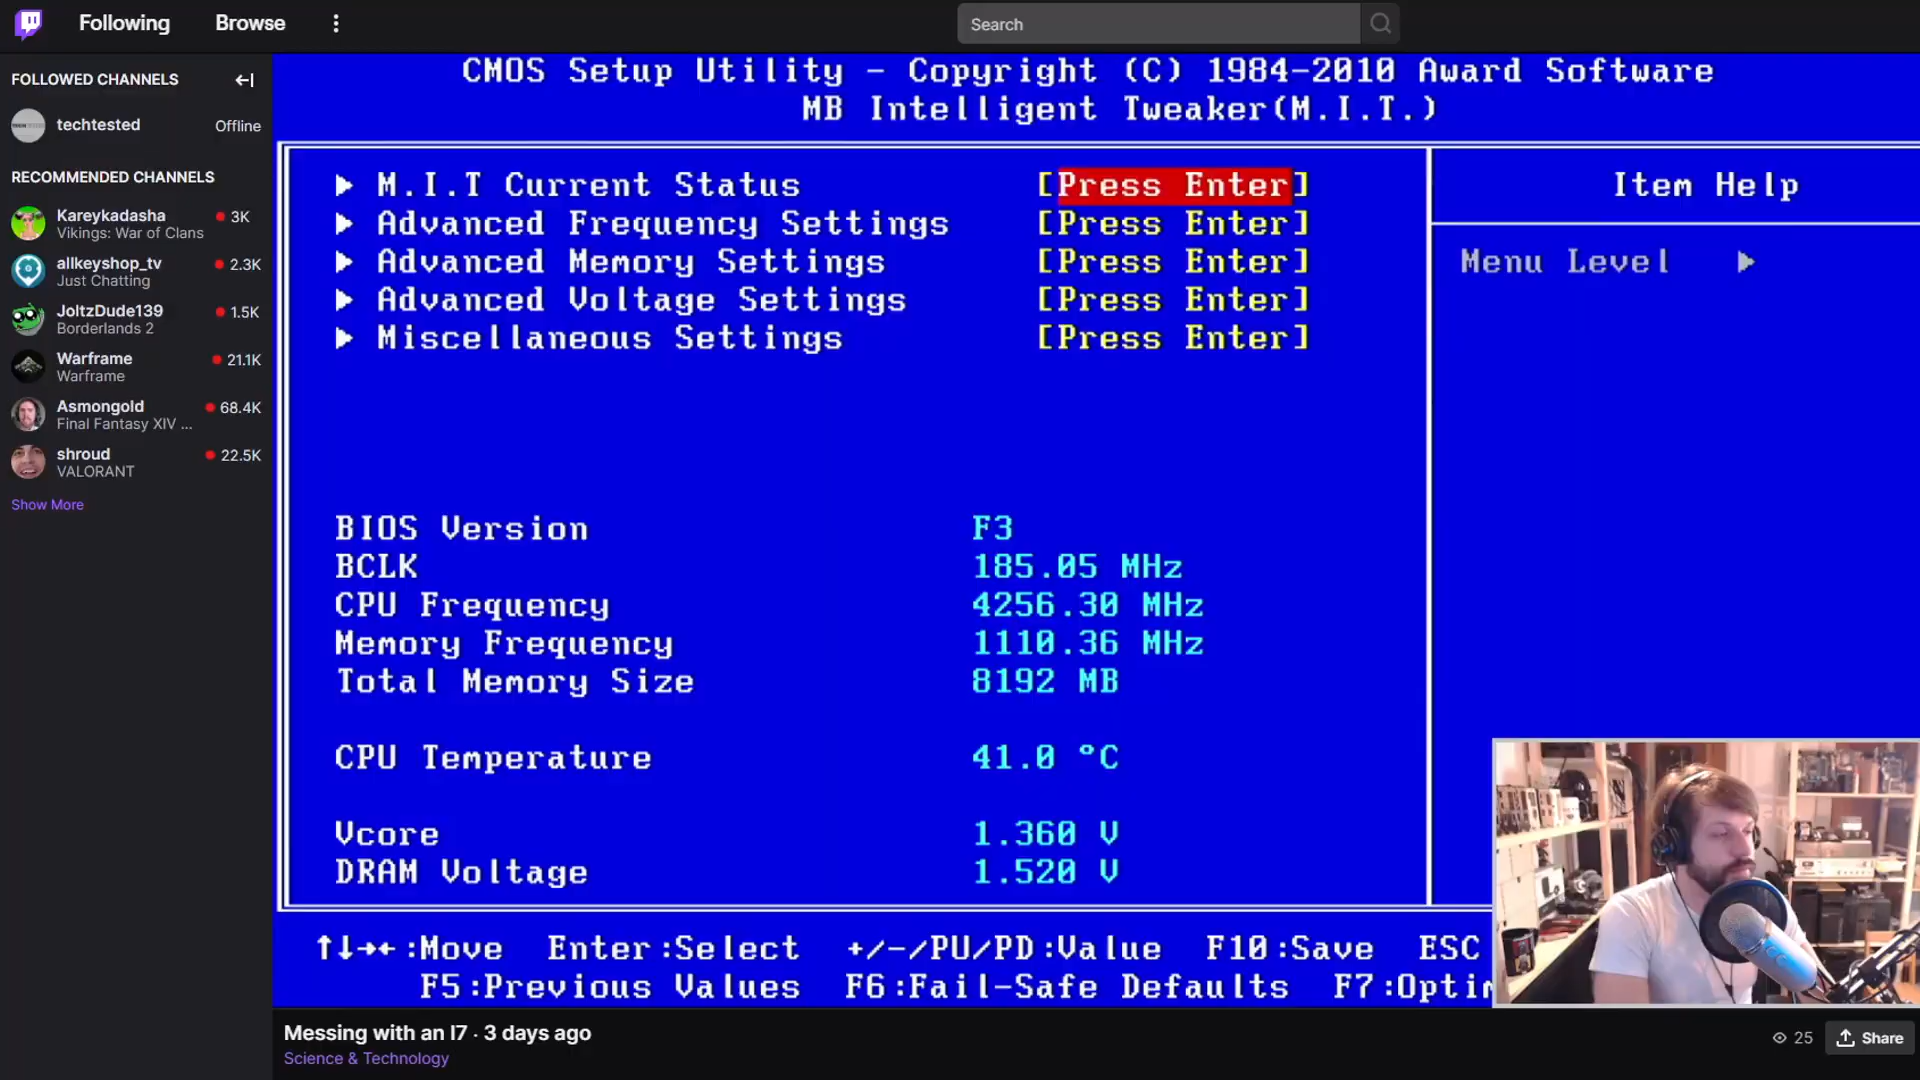 Following
Browse
Search
FOLLOWED CHANNELS
techtested
Offline
RECOMMENDED CHANNELS
Kareykadasha
3K
Vikings: War of Clans
allkeyshop_tv
2.3K
Just Chatting
JoltzDude139
1.5K
Borderlands 2
Warframe
21.1K
Warframe
Asmongold
68.4K
Final Fantasy XIV ...
shroud
22.5K
VALORANT
Show More
CMOS Setup Utility - Copyright (C) 1984-2010 Award Software
MB Intelligent Tweaker(M.I.T.)
▶ M.I.T Current Status [Press Enter]
▶ Advanced Frequency Settings [Press Enter]
▶ Advanced Memory Settings [Press Enter]
▶ Advanced Voltage Settings [Press Enter]
▶ Miscellaneous Settings [Press Enter]
Item Help
Menu Level ▶
BIOS Version F3
BCLK 185.05 MHz
CPU Frequency 4256.30 MHz
Memory Frequency 1110.36 MHz
Total Memory Size 8192 MB
CPU Temperature 41.0 °C
Vcore 1.360 V
DRAM Voltage 1.520 V
↑↓→←:Move Enter:Select +/-/PU/PD:Value F10:Save ESC
F5:Previous Values F6:Fail-Safe Defaults F7:Optim
Messing with an I7 · 3 days ago
Science & Technology
25
Share